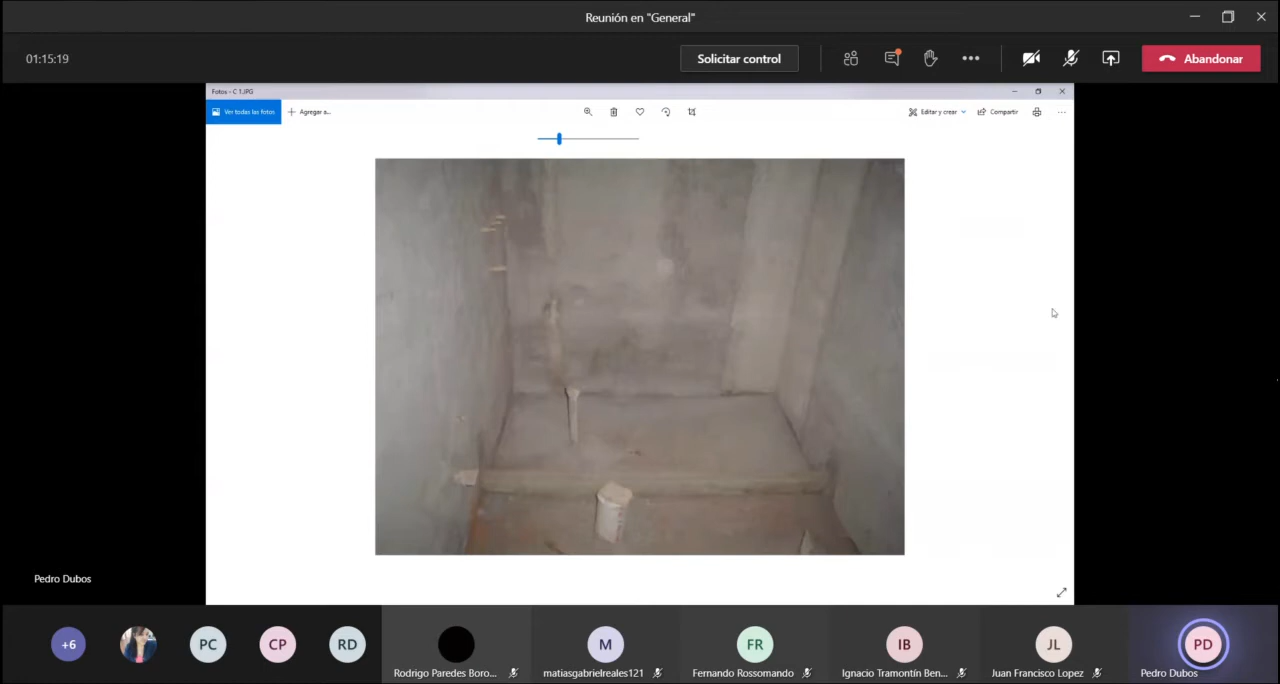 Reunión en "General"
01:15:19
Solicitar control
Abandonar
Fotos - C 1.JPG
Ver todas las fotos
Agregar a...
Editar y crear
Compartir
Pedro Dubos
+6
PC
CP
RD
M
FR
IB
JL
PD
Rodrigo Paredes Boro...
matiasgabrielreales121
Fernando Rossomando
Ignacio Tramontín Ben...
Juan Francisco Lopez
Pedro Dubos